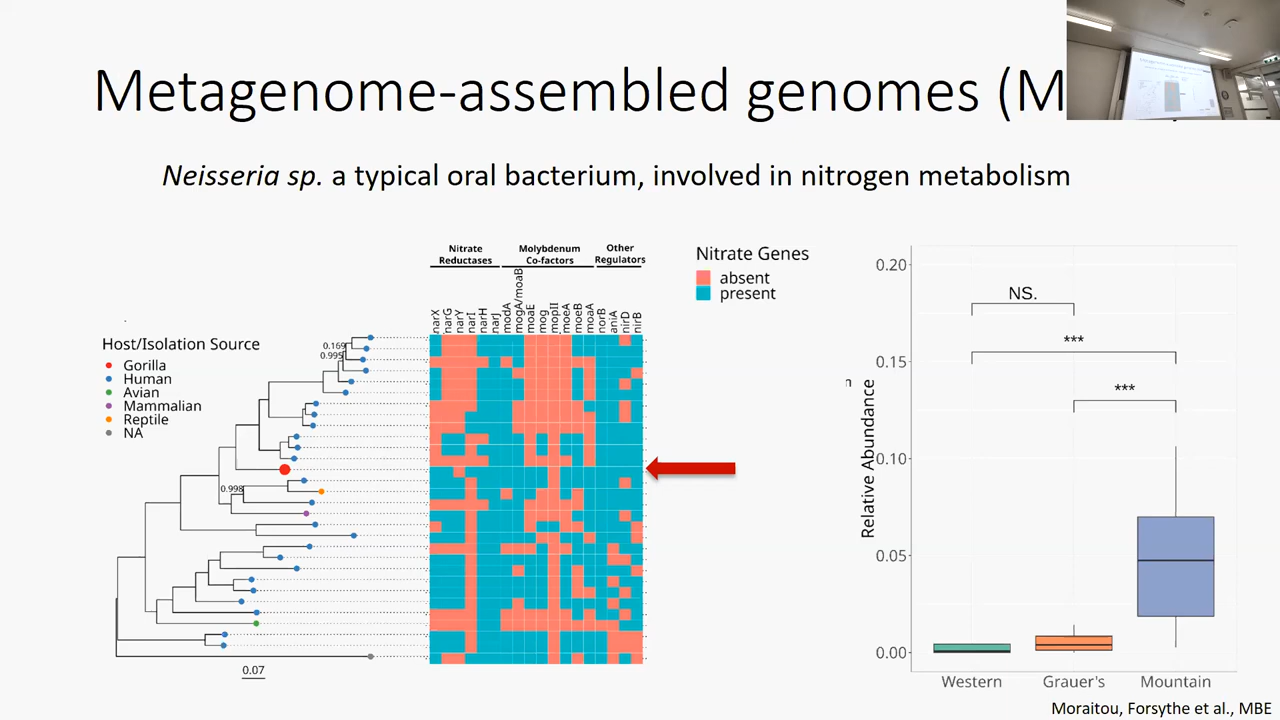 Metagenome-assembled genomes (M
Neisseria sp. a typical oral bacterium, involved in nitrogen metabolism
Nitrate
Reductases
Molybdenum
Co-factors
Other
Regulators
narX
narG
narY
narI
narH
narJ
modA
mogA/moaB
moaE
mog
mopII
moeA
moeB
moaA
norB
aniA
nirD
nirB
Nitrate Genes
absent
present
Host/Isolation Source
Gorilla
Human
Avian
Mammalian
Reptile
NA
0.169
0.995
0.998
0.07
Relative Abundance
0.20
0.15
0.10
0.05
0.00
NS.
***
***
n
Western
Grauer's
Mountain
Moraitou, Forsythe et al., MBE